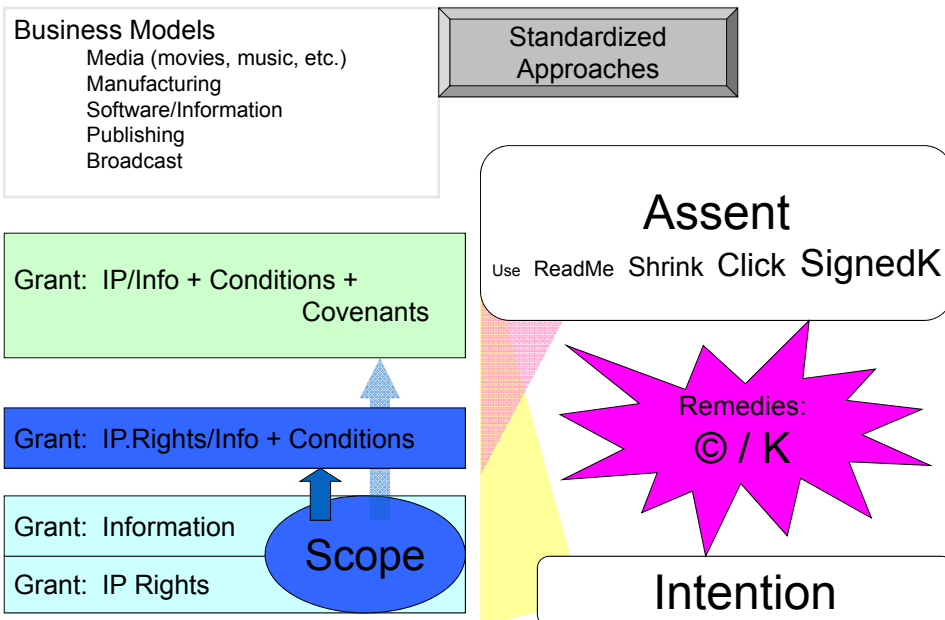 Business Models
Media (movies, music, etc.)
Manufacturing
Software/Information
Publishing
Broadcast
Standardized
Approaches
Assent
Use ReadMe Shrink Click SignedK
Grant: IP/Info + Conditions +
Covenants
Remedies:
© / K
Grant: IP.Rights/Info + Conditions
Grant: Information
Scope
Grant: IP Rights
Intention